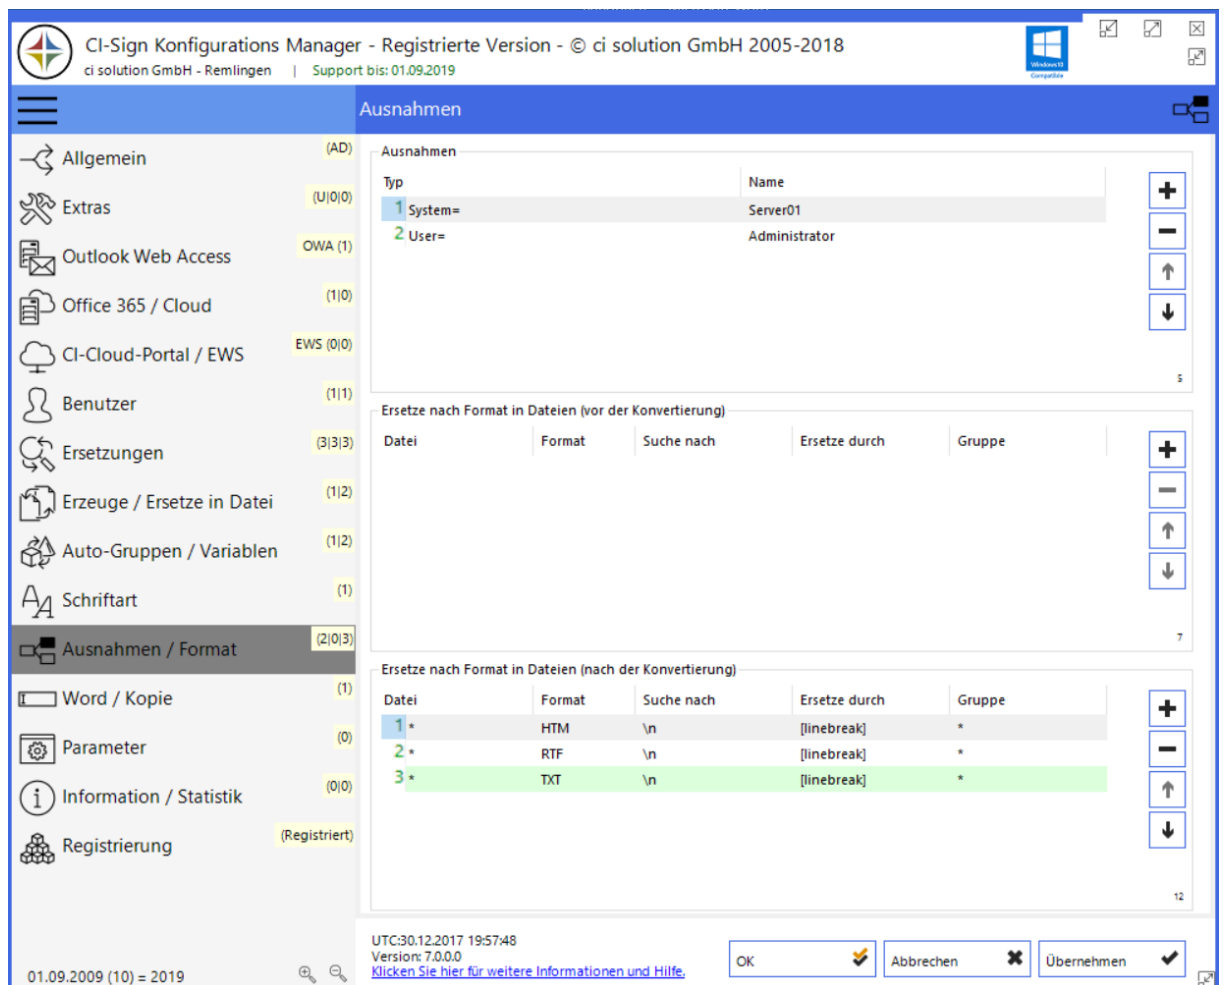 CI-Sign Konfigurations Manager - Registrierte Version - © ci solution GmbH 2005-2018
ci solution GmbH - Remlingen | Support bis: 01.09.2019
Windows10
Compatible
Ausnahmen
Allgemein (AD)
Extras (U|0|0)
Outlook Web Access OWA (1)
Office 365 / Cloud (1|0)
CI-Cloud-Portal / EWS EWS (0|0)
Benutzer (1|1)
Ersetzungen (3|3|3)
Erzeuge / Ersetze in Datei (1|2)
Auto-Gruppen / Variablen (1|2)
Schriftart (1)
Ausnahmen / Format (2|0|3)
Word / Kopie (1)
Parameter (0)
Information / Statistik (0|0)
Registrierung (Registriert)
01.09.2009 (10) = 2019
Ausnahmen
Typ Name
1 System= Server01
2 User= Administrator
5
Ersetze nach Format in Dateien (vor der Konvertierung)
Datei Format Suche nach Ersetze durch Gruppe
7
Ersetze nach Format in Dateien (nach der Konvertierung)
Datei Format Suche nach Ersetze durch Gruppe
1 * HTM \n [linebreak] *
2 * RTF \n [linebreak] *
3 * TXT \n [linebreak] *
12
UTC:30.12.2017 19:57:48
Version: 7.0.0.0
Klicken Sie hier für weitere Informationen und Hilfe.
OK
Abbrechen
Übernehmen